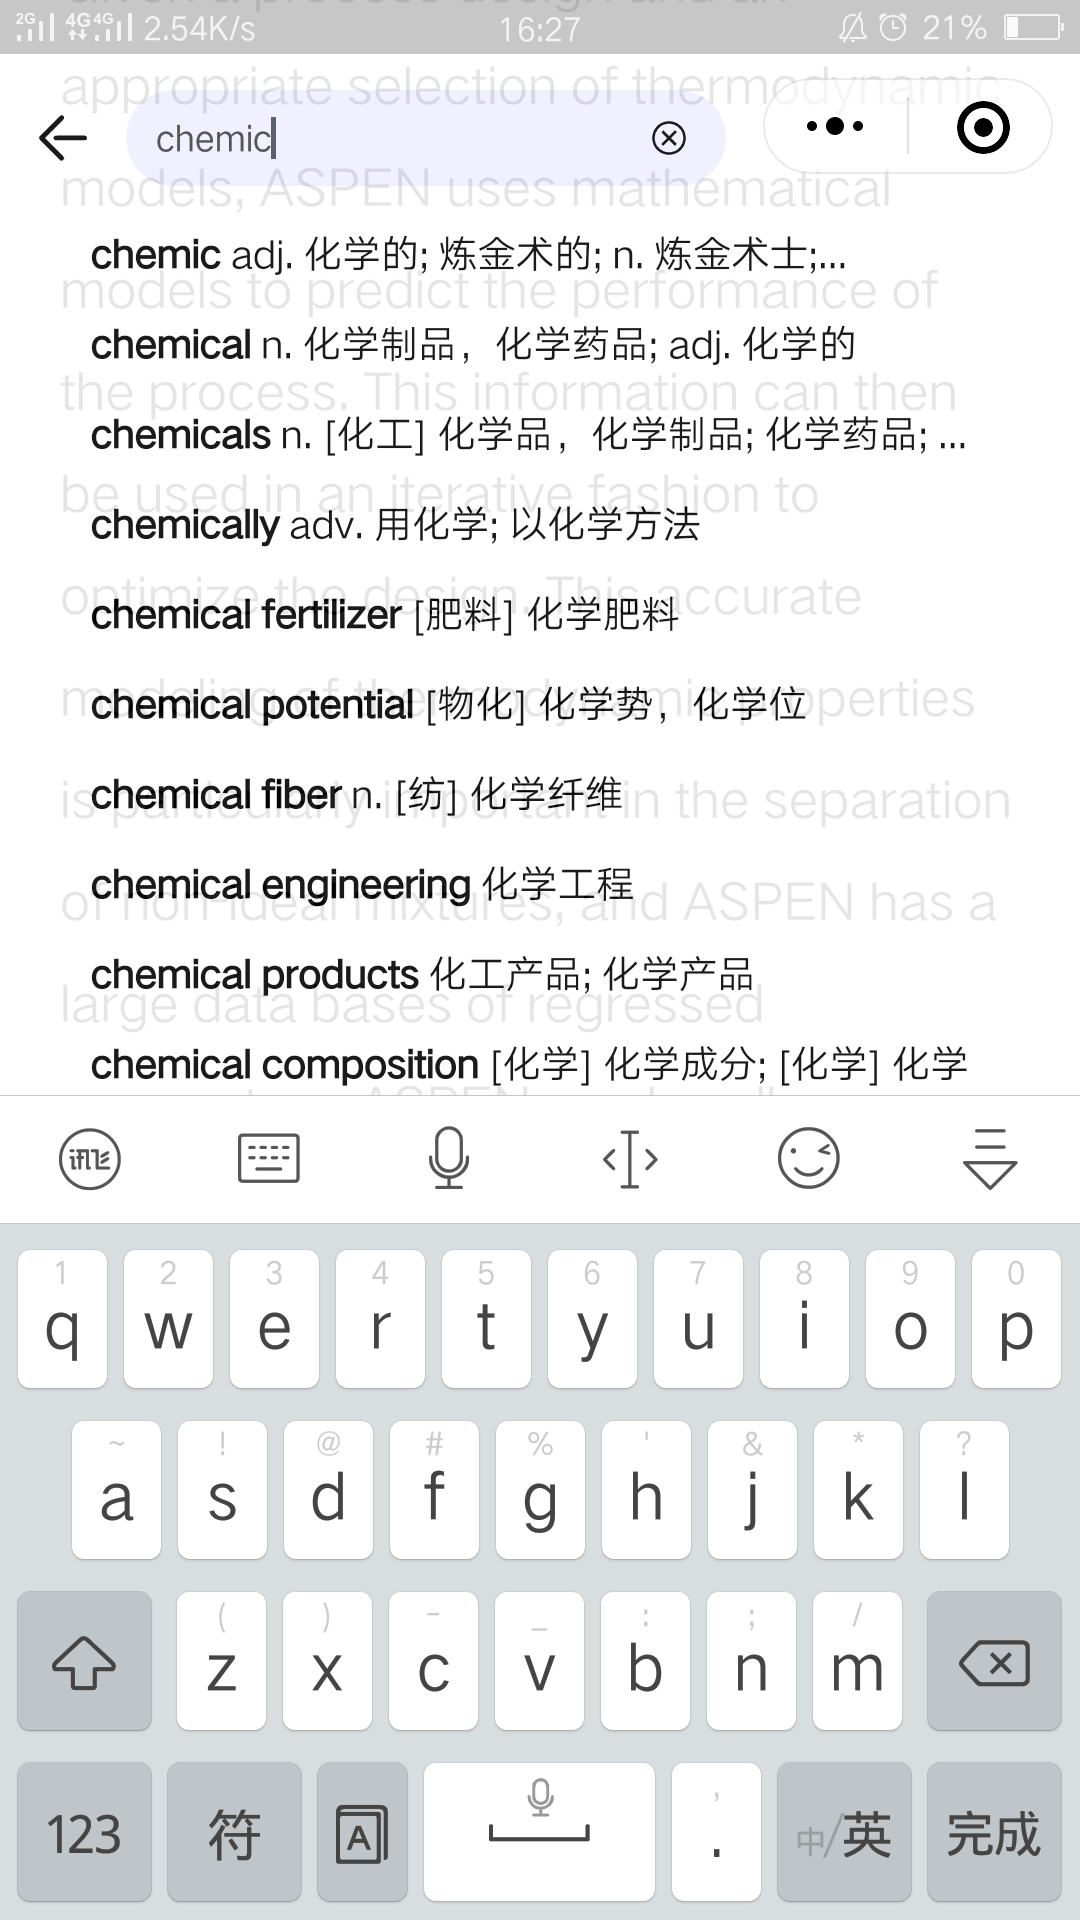 given a process design and an
2G 4G 4G 2.54K/s 16:27 21%
appropriate selection of thermodynamic
chemic
models, ASPEN uses mathematical
chemic adj. 化学的; 炼金术的; n. 炼金术士;...
models to predict the performance of
chemical n. 化学制品，化学药品; adj. 化学的
the process. This information can then
chemicals n. [化工] 化学品，化学制品; 化学药品; ...
be used in an iterative fashion to
chemically adv. 用化学; 以化学方法
optimize the design. This accurate
chemical fertilizer [肥料] 化学肥料
modeling of thermodynamic properties
chemical potential [物化] 化学势，化学位
is particularly important in the separation
chemical fiber n. [纺] 化学纤维
chemical engineering 化学工程
of non-ideal mixtures, and ASPEN has a
chemical products 化工产品; 化学产品
large data bases of regressed
chemical composition [化学] 化学成分; [化学] 化学
1 2 3 4 5 6 7 8 9 0
q w e r t y u i o p
~ ! @ # % ' & * ?
a s d f g h j k l
( ) - _ : ; /
z x c v b n m
123 符 A , . 中/英 完成